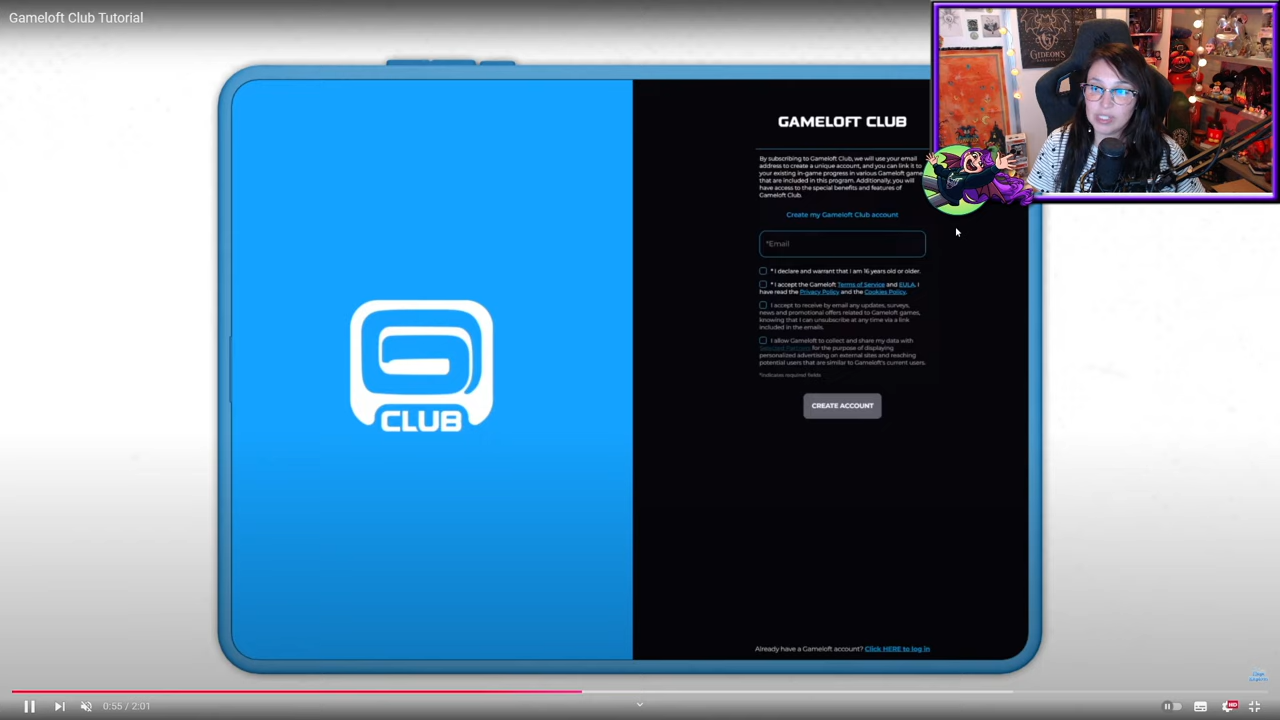 Gameloft Club Tutorial
GIDEON'S
GAMELOFT CLUB
By subscribing to Gameloft Club, we will use your email
address to create a unique account, and you can link it to
your existing in-game progress in various Gameloft game
that are included in this program. Additionally, you will
have access to the special benefits and features of
Gameloft Club.
Create my Gameloft Club account
*Email
* I declare and warrant that I am 16 years old or older.
* I accept the Gameloft Terms of Service and EULA. I
have read the Privacy Policy and the Cookies Policy.
I accept to receive by email any updates, surveys,
news and promotional offers related to Gameloft games,
knowing that I can unsubscribe at any time via a link
included in the emails.
I allow Gameloft to collect and share my data with
Selected Partners for the purpose of displaying
personalized advertising on external sites and reaching
potential users that are similar to Gameloft's current users.
*Indicates required fields
CREATE ACCOUNT
CLUB
Already have a Gameloft account? Click HERE to log in
0:55 / 2:01
HD